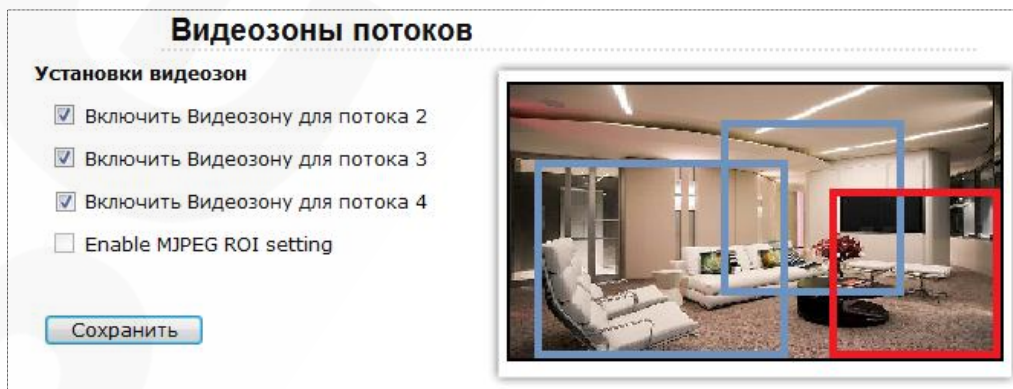 Видеозоны потоков
Установки видеозон
Включить Видеозону для потока 2
Включить Видеозону для потока 3
Включить Видеозону для потока 4
Enable MJPEG ROI setting
Сохранить